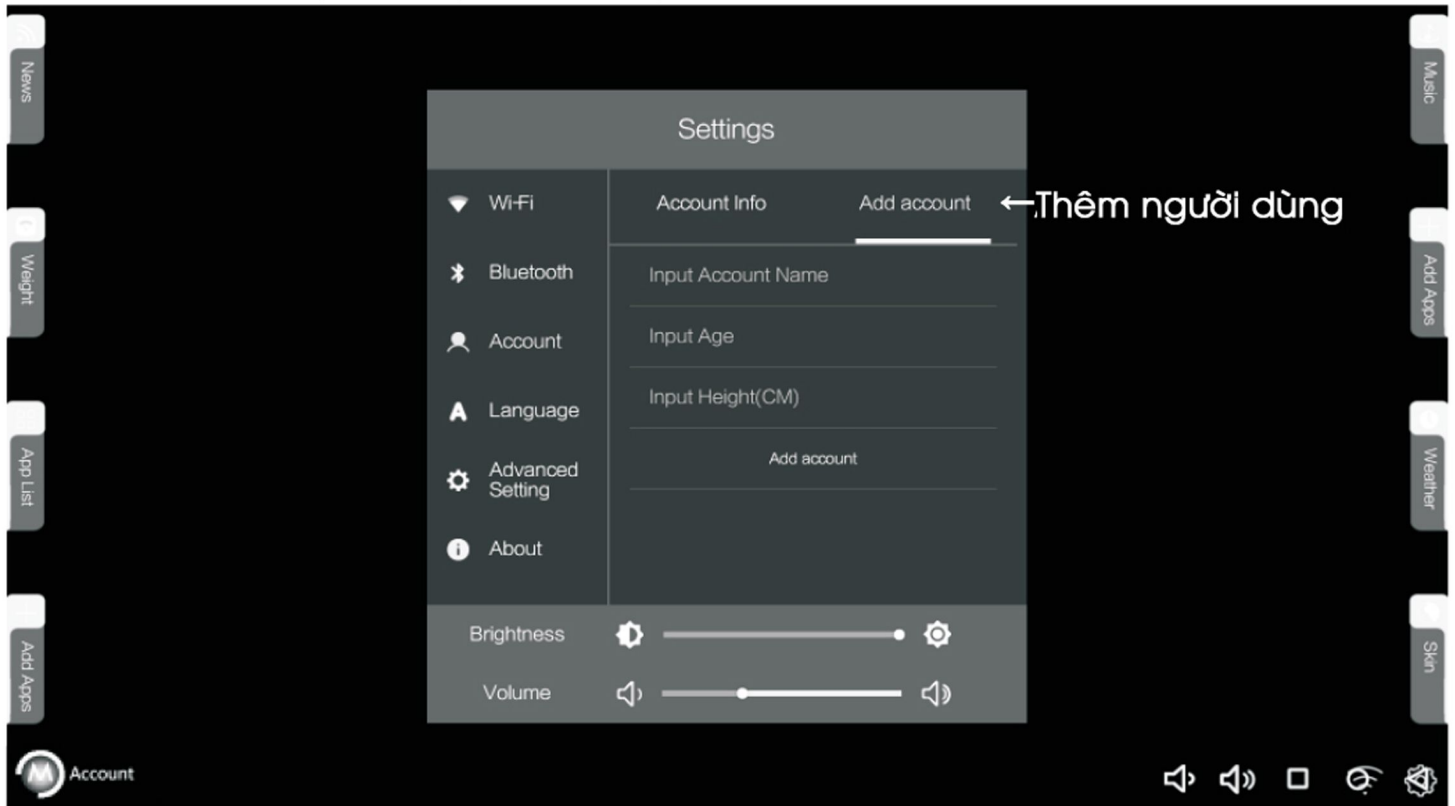 News
Weight
App List
Add Apps
Settings
Wi-Fi
Bluetooth
Account
Language
Advanced
Setting
About
Account Info
Add account
←Thêm người dùng
Input Account Name
Input Age
Input Height(CM)
Add account
Brightness
Volume
Music
Add Apps
Weather
Skin
M Account